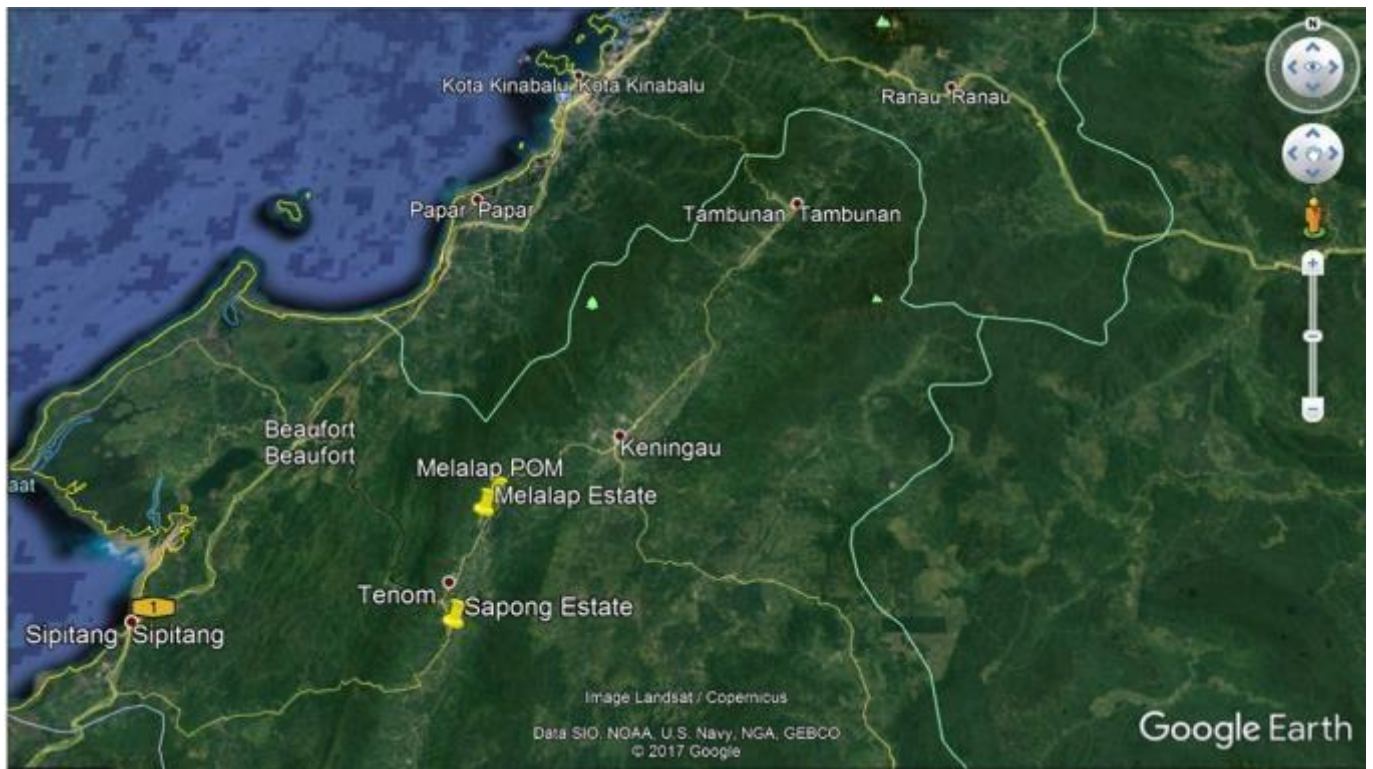 N
Kota Kinabalu Kota Kinabalu
Ranau Ranau
Papar Papar
Tambunan Tambunan
Beaufort
Beaufort
Keningau
Melalap POM
Melalap Estate
aat
Tenom
Sapong Estate
1
Sipitang Sipitang
Image Landsat / Copernicus
Data SIO, NOAA, U.S. Navy, NGA, GEBCO
© 2017 Google
Google Earth